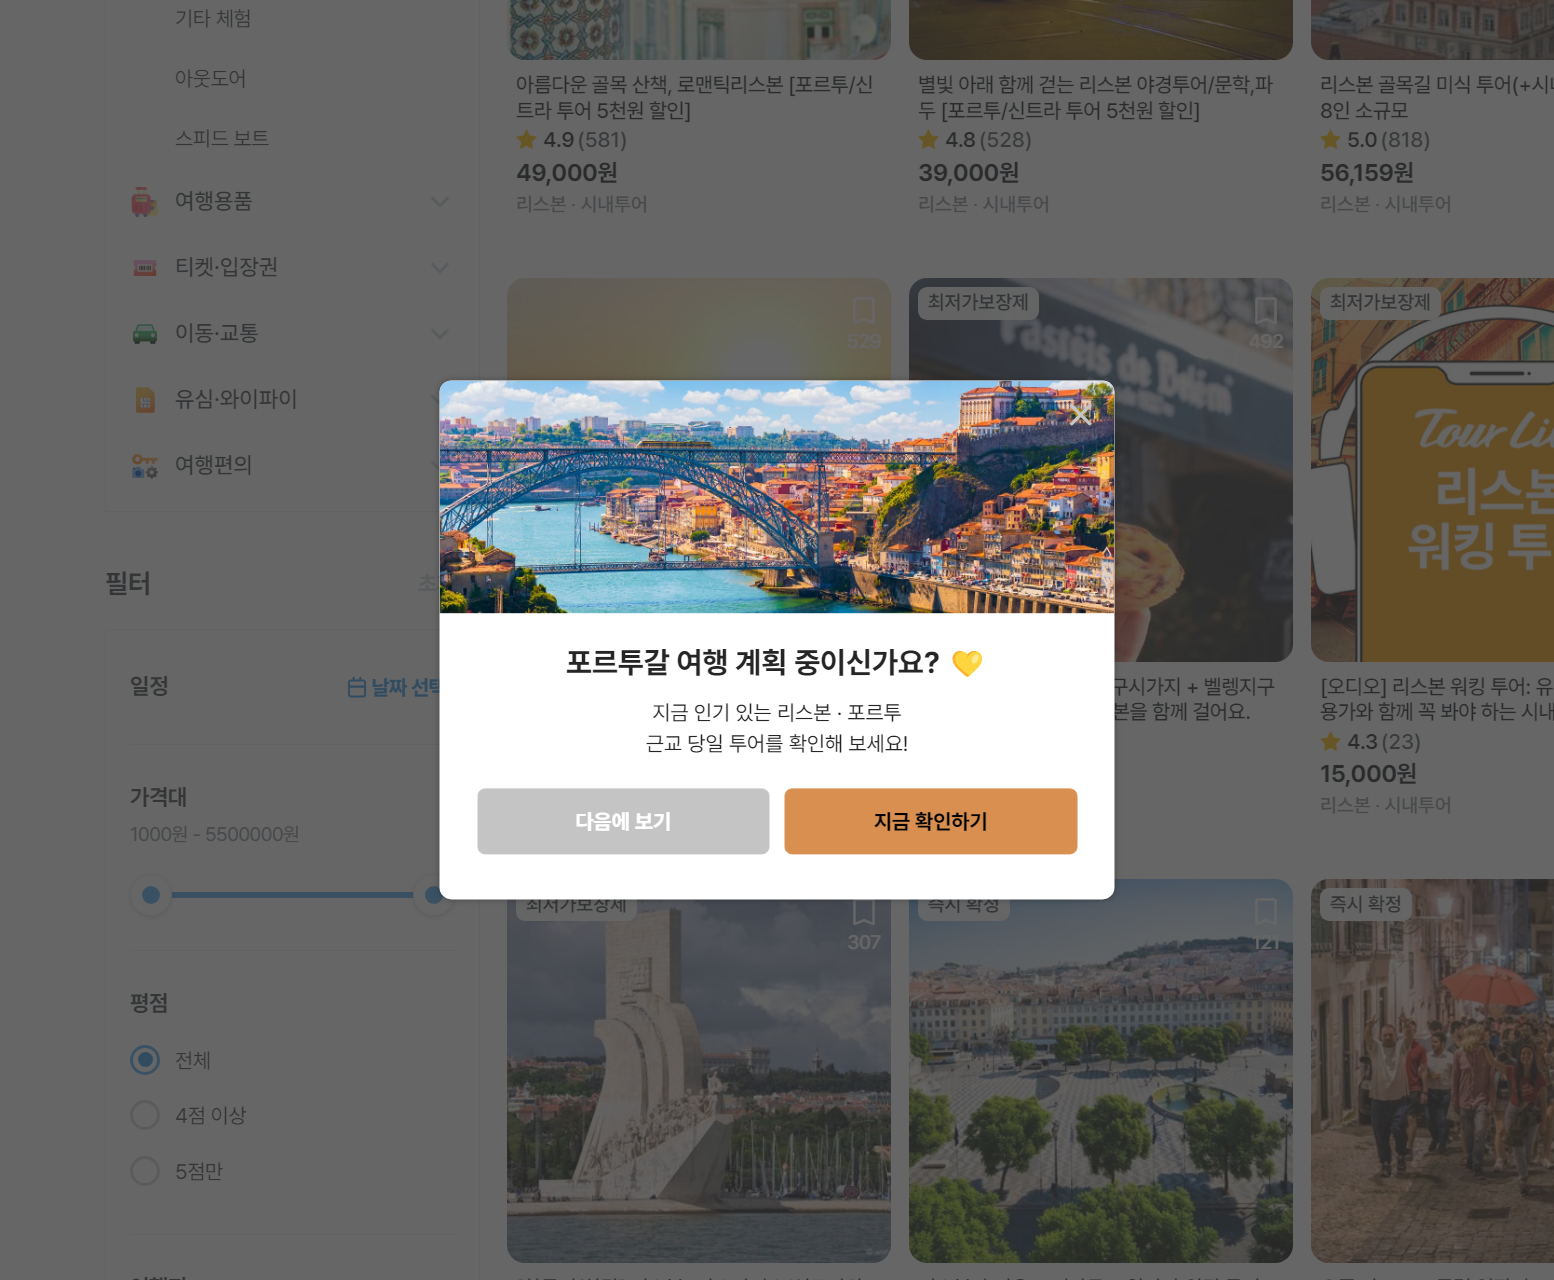 기타 체험
아웃도어
스피드 보트
여행용품
티켓·입장권
이동·교통
유심·와이파이
여행편의
필터
일정
날짜 선택
가격대
1000원 - 5500000원
평점
전체
4점 이상
5점만
아름다운 골목 산책, 로맨틱리스본 [포르투/신
트라 투어 5천원 할인]
4.9 (581)
49,000원
리스본 · 시내투어
별빛 아래 함께 걷는 리스본 야경투어/문학,파
두 [포르투/신트라 투어 5천원 할인]
4.8 (528)
39,000원
리스본 · 시내투어
리스본 골목길 미식 투어(+시내
8인 소규모
5.0 (818)
56,159원
리스본 · 시내투어
529
최저가보장제
492
Pastéis de Belém
최저가보장제
Tour Li
리스본
워킹 투
포르투갈 여행 계획 중이신가요? 💛
지금 인기 있는 리스본 · 포르투
근교 당일 투어를 확인해 보세요!
다음에 보기
지금 확인하기
구시가지 + 벨렝지구
본을 함께 걸어요.
[오디오] 리스본 워킹 투어: 유
용가와 함께 꼭 봐야 하는 시내
4.3 (23)
15,000원
리스본 · 시내투어
최저가보장제
307
즉시 확정
121
즉시 확정